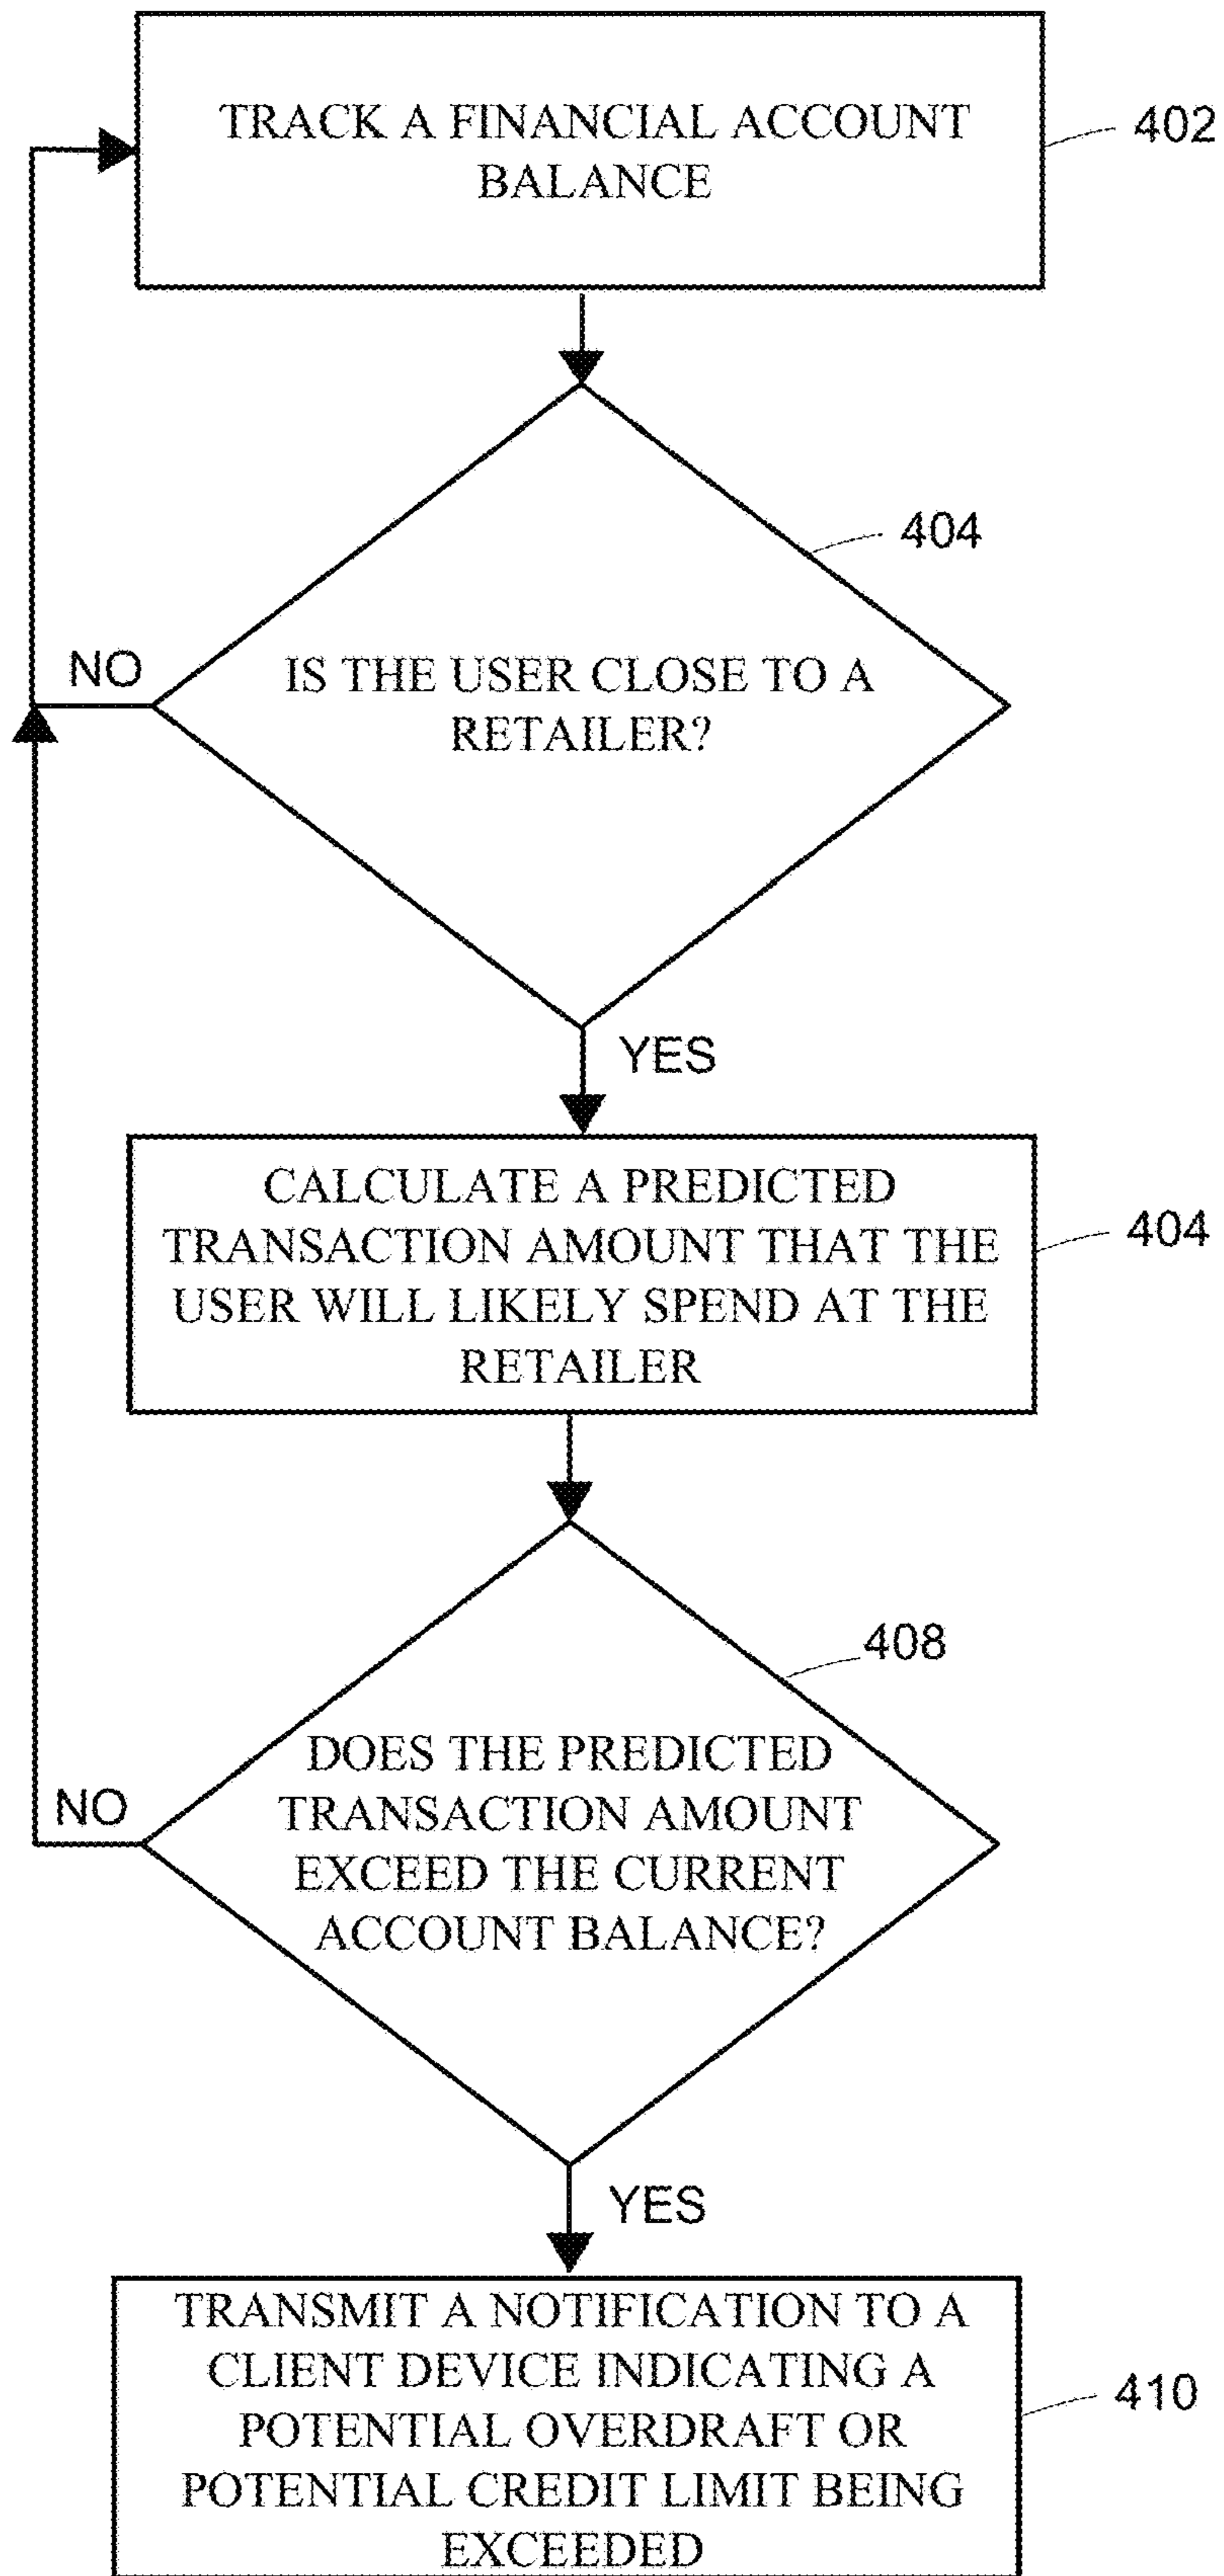 TRACK A FINANCIAL ACCOUNT
BALANCE
402
404
IS THE USER CLOSE TO A
RETAILER?
NO
YES
CALCULATE A PREDICTED
TRANSACTION AMOUNT THAT THE
USER WILL LIKELY SPEND AT THE
RETAILER
404
408
DOES THE PREDICTED
TRANSACTION AMOUNT
EXCEED THE CURRENT
ACCOUNT BALANCE?
NO
YES
TRANSMIT A NOTIFICATION TO A
CLIENT DEVICE INDICATING A
POTENTIAL OVERDRAFT OR
POTENTIAL CREDIT LIMIT BEING
EXCEEDED
410